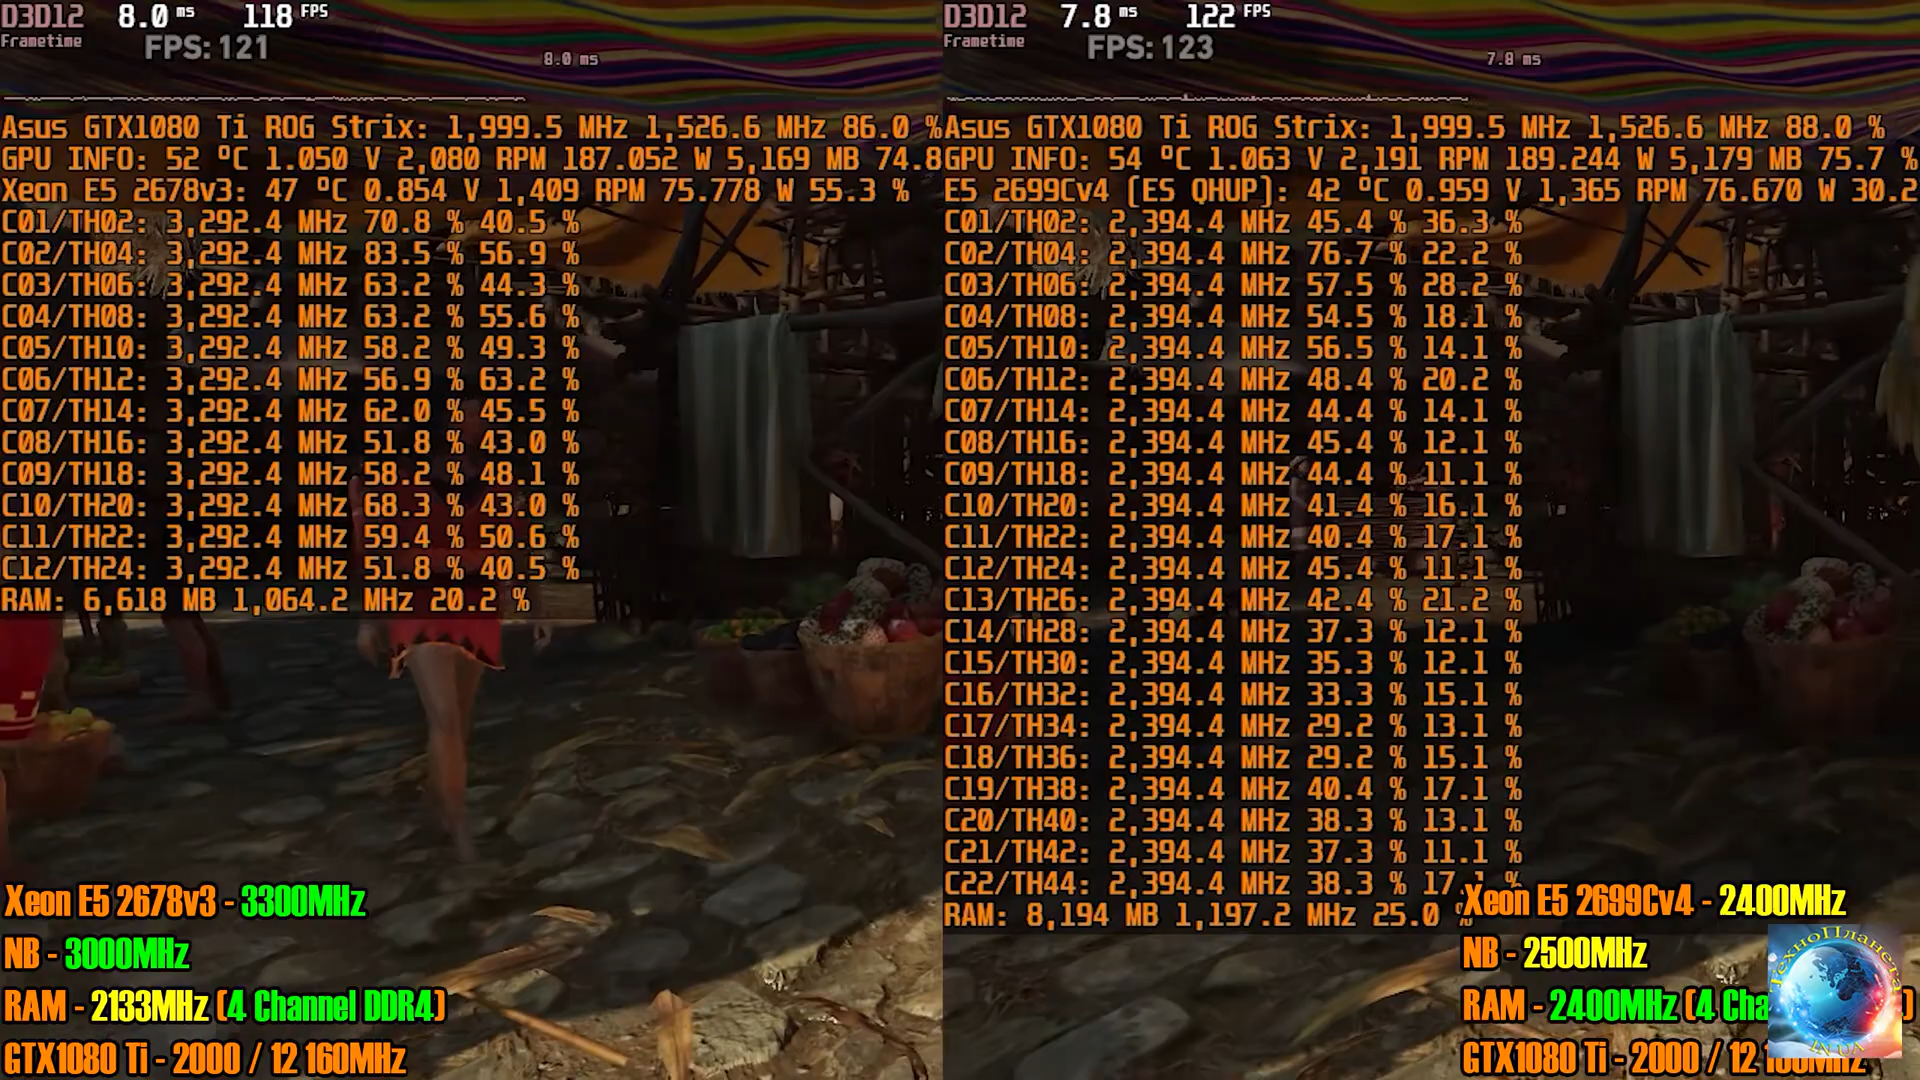 D3D12 8.0 ms 118 FPS
Frametime
FPS: 121
8.0 ms
Asus GTX1080 Ti ROG Strix: 1,999.5 MHz 1,526.6 MHz 86.0 %
GPU INFO: 52 °C 1.050 V 2,080 RPM 187.052 W 5,169 MB 74.8
Xeon E5 2678v3: 47 °C 0.854 V 1,409 RPM 75.778 W 55.3 %
C01/TH02: 3,292.4 MHz 70.8 % 40.5 %
C02/TH04: 3,292.4 MHz 83.5 % 56.9 %
C03/TH06: 3,292.4 MHz 63.2 % 44.3 %
C04/TH08: 3,292.4 MHz 63.2 % 55.6 %
C05/TH10: 3,292.4 MHz 58.2 % 49.3 %
C06/TH12: 3,292.4 MHz 56.9 % 63.2 %
C07/TH14: 3,292.4 MHz 62.0 % 45.5 %
C08/TH16: 3,292.4 MHz 51.8 % 43.0 %
C09/TH18: 3,292.4 MHz 58.2 % 48.1 %
C10/TH20: 3,292.4 MHz 68.3 % 43.0 %
C11/TH22: 3,292.4 MHz 59.4 % 50.6 %
C12/TH24: 3,292.4 MHz 51.8 % 40.5 %
RAM: 6,618 MB 1,064.2 MHz 20.2 %
Xeon E5 2678v3 - 3300MHz
NB - 3000MHz
RAM - 2133MHz (4 Channel DDR4)
GTX1080 Ti - 2000 / 12 160MHz
D3D12 7.8 ms 122 FPS
Frametime
FPS: 123
7.8 ms
Asus GTX1080 Ti ROG Strix: 1,999.5 MHz 1,526.6 MHz 88.0 %
GPU INFO: 54 °C 1.063 V 2,191 RPM 189.244 W 5,179 MB 75.7 %
E5 2699Cv4 [ES QHUP]: 42 °C 0.959 V 1,365 RPM 76.670 W 30.2
C01/TH02: 2,394.4 MHz 45.4 % 36.3 %
C02/TH04: 2,394.4 MHz 76.7 % 22.2 %
C03/TH06: 2,394.4 MHz 57.5 % 28.2 %
C04/TH08: 2,394.4 MHz 54.5 % 18.1 %
C05/TH10: 2,394.4 MHz 56.5 % 14.1 %
C06/TH12: 2,394.4 MHz 48.4 % 20.2 %
C07/TH14: 2,394.4 MHz 44.4 % 14.1 %
C08/TH16: 2,394.4 MHz 45.4 % 12.1 %
C09/TH18: 2,394.4 MHz 44.4 % 11.1 %
C10/TH20: 2,394.4 MHz 41.4 % 16.1 %
C11/TH22: 2,394.4 MHz 40.4 % 17.1 %
C12/TH24: 2,394.4 MHz 45.4 % 11.1 %
C13/TH26: 2,394.4 MHz 42.4 % 21.2 %
C14/TH28: 2,394.4 MHz 37.3 % 12.1 %
C15/TH30: 2,394.4 MHz 35.3 % 12.1 %
C16/TH32: 2,394.4 MHz 33.3 % 15.1 %
C17/TH34: 2,394.4 MHz 29.2 % 13.1 %
C18/TH36: 2,394.4 MHz 29.2 % 15.1 %
C19/TH38: 2,394.4 MHz 40.4 % 17.1 %
C20/TH40: 2,394.4 MHz 38.3 % 13.1 %
C21/TH42: 2,394.4 MHz 37.3 % 11.1 %
C22/TH44: 2,394.4 MHz 38.3 % 17.1 %
RAM: 8,194 MB 1,197.2 MHz 25.0 %
Xeon E5 2699Cv4 - 2400MHz
NB - 2500MHz
RAM - 2400MHz (4 Cha
GTX1080 Ti - 2000 / 12 160MHz
ТехноПланета
IN UA